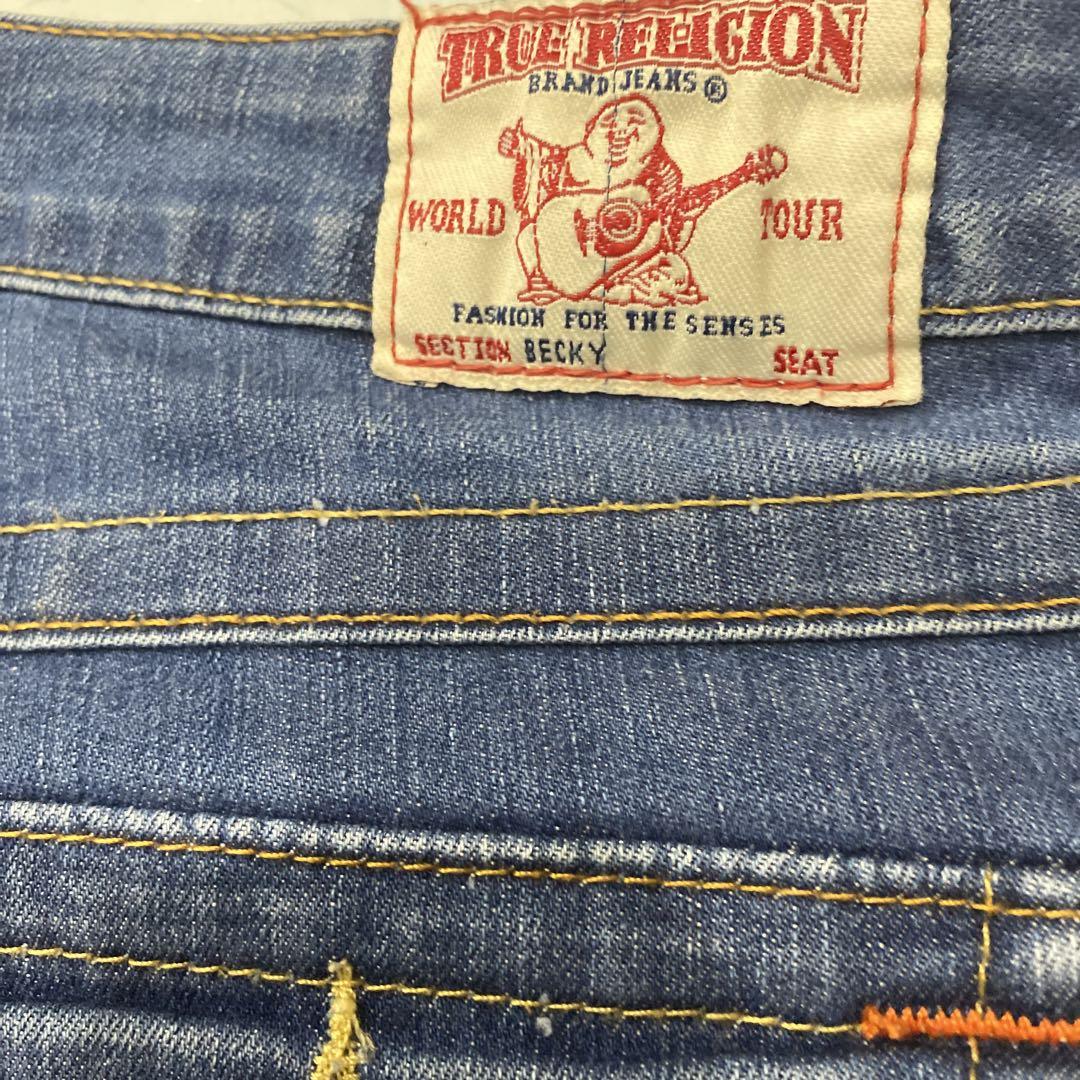 TRUE RELIGION
BRAND JEANS ®
WORLD TOUR
FASHION FOR THE SENSES
SECTION BECKY SEAT